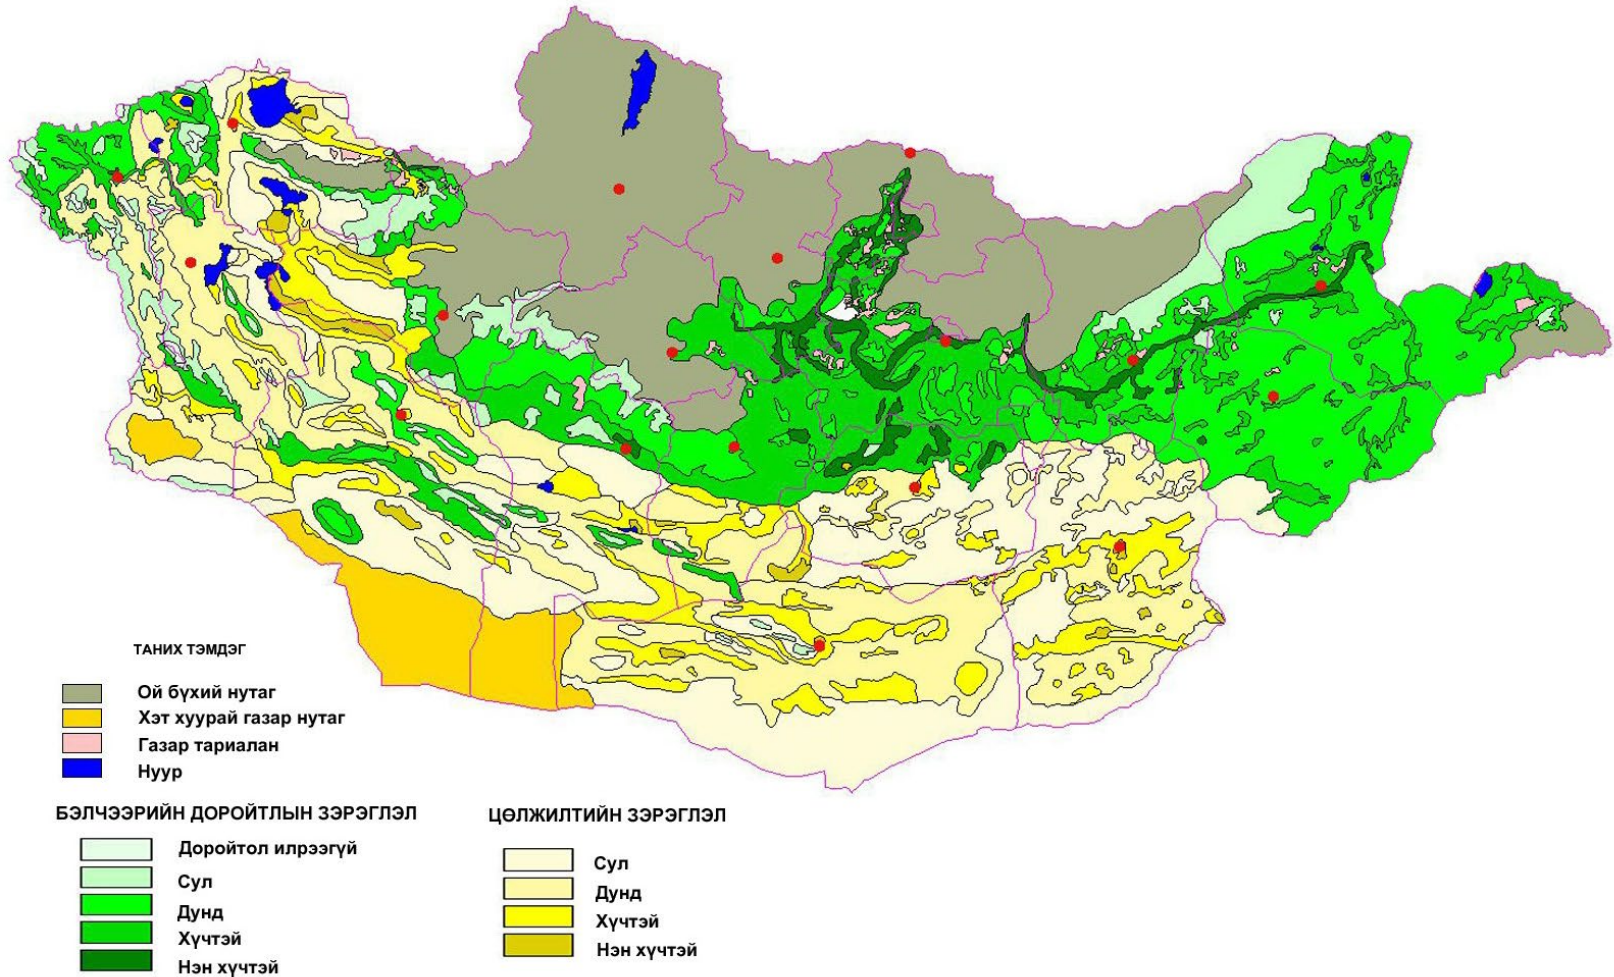 ТАНИХ ТЭМДЭГ
Ой бүхий нутаг
Хэт хуурай газар нутаг
Газар тариалан
Нуур
БЭЛЧЭЭРИЙН ДОРОЙТЛЫН ЗЭРЭГЛЭЛ
Доройтол илрээгүй
Сул
Дунд
Хүчтэй
Нэн хүчтэй
ЦӨЛЖИЛТИЙН ЗЭРЭГЛЭЛ
Сул
Дунд
Хүчтэй
Нэн хүчтэй